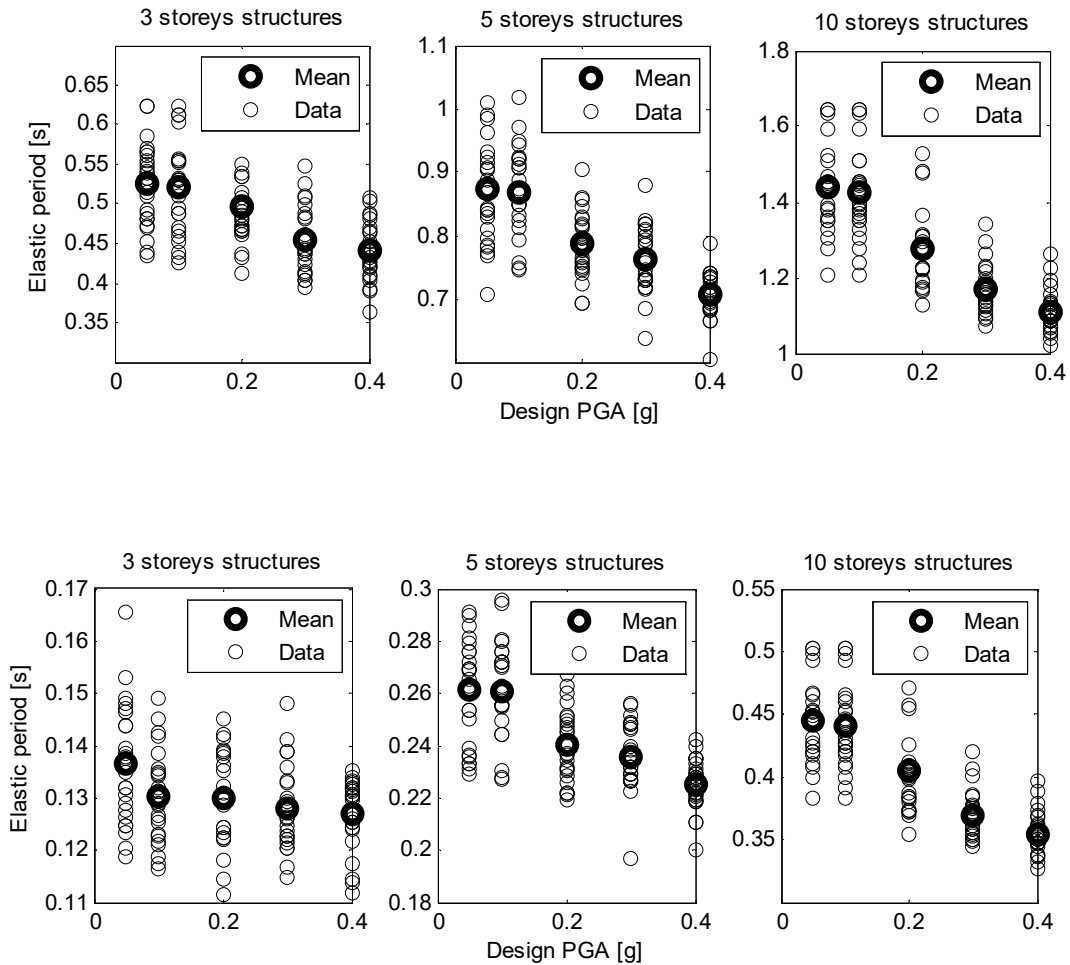 3 storeys structures
5 storeys structures
10 storeys structures
Elastic period [s]
0.65
0.6
0.55
0.5
0.45
0.4
0.35
Mean
Data
0
0.2
0.4
1.1
1
0.9
0.8
0.7
Mean
Data
0
0.2
0.4
1.8
1.6
1.4
1.2
1
Mean
Data
0
0.2
0.4
Design PGA [g]
3 storeys structures
5 storeys structures
10 storeys structures
Elastic period [s]
0.17
0.16
0.15
0.14
0.13
0.12
0.11
Mean
Data
0
0.2
0.4
0.3
0.28
0.26
0.24
0.22
0.2
0.18
Mean
Data
0
0.2
0.4
0.55
0.5
0.45
0.4
0.35
Mean
Data
0
0.2
0.4
Design PGA [g]